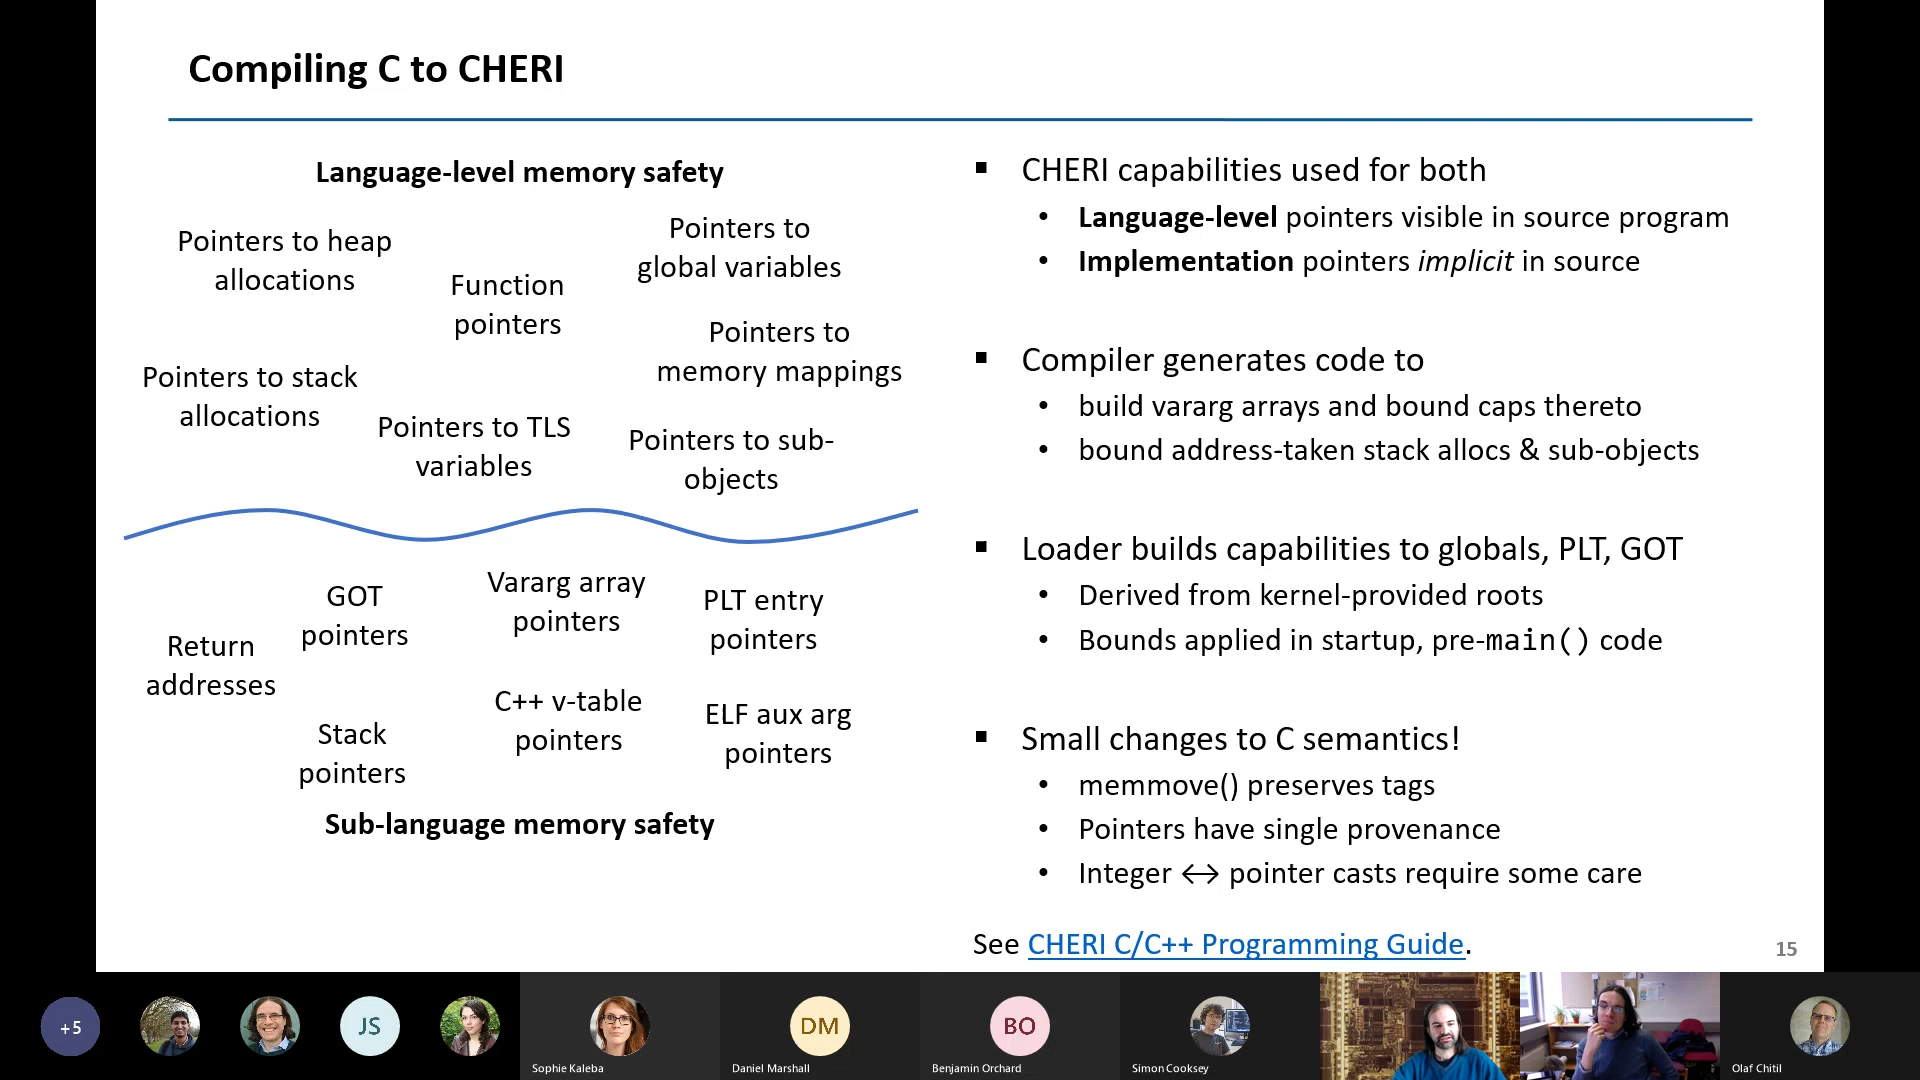 Compiling C to CHERI
Language-level memory safety
Pointers to heap
allocations
Function
pointers
Pointers to
global variables
Pointers to
memory mappings
Pointers to stack
allocations
Pointers to TLS
variables
Pointers to sub-
objects
GOT
pointers
Vararg array
pointers
PLT entry
pointers
Return
addresses
C++ v-table
pointers
ELF aux arg
pointers
Stack
pointers
Sub-language memory safety
▪ CHERI capabilities used for both
• Language-level pointers visible in source program
• Implementation pointers implicit in source
▪ Compiler generates code to
• build vararg arrays and bound caps thereto
• bound address-taken stack allocs & sub-objects
▪ Loader builds capabilities to globals, PLT, GOT
• Derived from kernel-provided roots
• Bounds applied in startup, pre-main() code
▪ Small changes to C semantics!
• memmove() preserves tags
• Pointers have single provenance
• Integer ↔ pointer casts require some care
See CHERI C/C++ Programming Guide.
15
+5
JS
Sophie Kaleba
DM
Daniel Marshall
BO
Benjamin Orchard
Simon Cooksey
Olaf Chitil